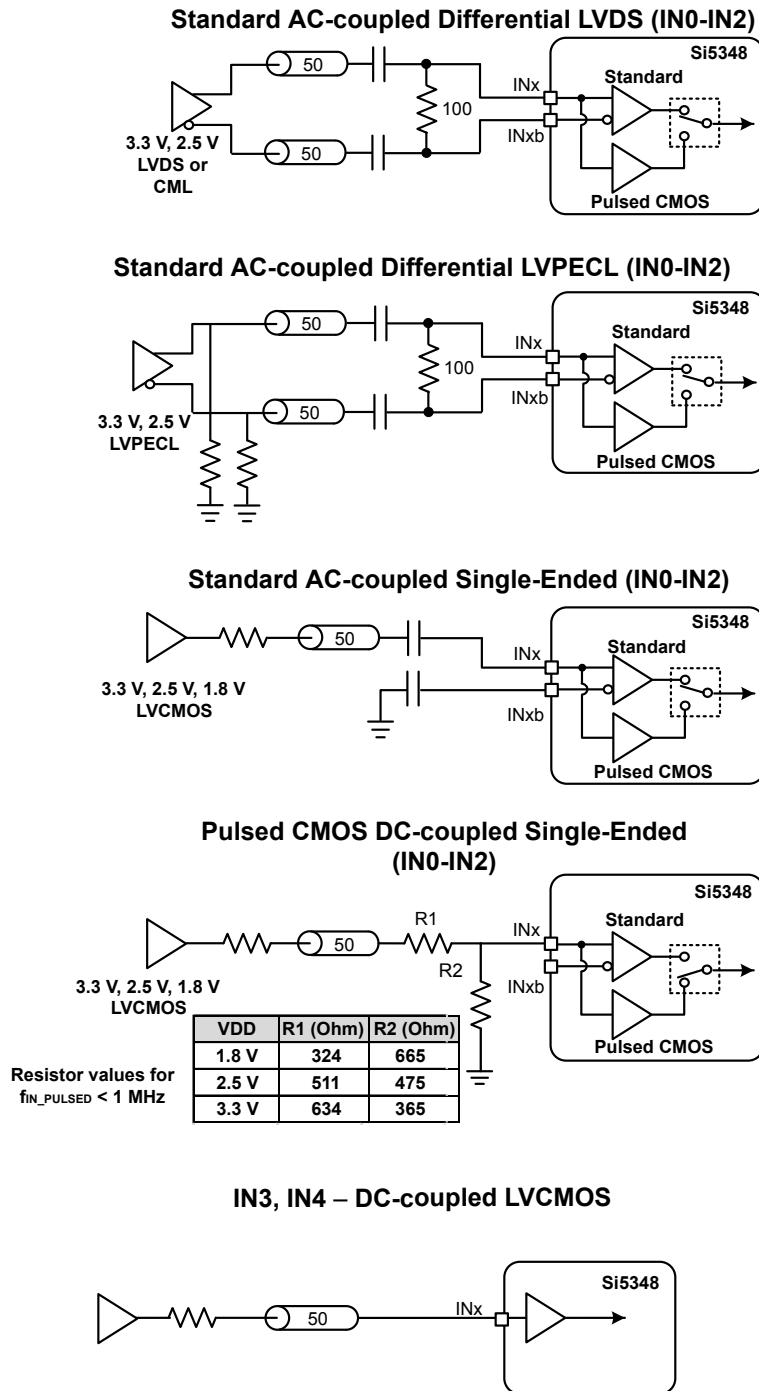 Standard AC-coupled Differential LVDS (IN0-IN2)
Si5348
50
Standard
INx
100
INxb
3.3 V, 2.5 V
LVDS or
CML
50
Pulsed CMOS
Standard AC-coupled Differential LVPECL (IN0-IN2)
Si5348
50
Standard
INx
100
INxb
3.3 V, 2.5 V
LVPECL
50
Pulsed CMOS
Standard AC-coupled Single-Ended (IN0-IN2)
Si5348
50
Standard
INx
3.3 V, 2.5 V, 1.8 V
LVCMOS
INxb
Pulsed CMOS
Pulsed CMOS DC-coupled Single-Ended
(IN0-IN2)
Si5348
R1
Standard
INx
50
R2
INxb
3.3 V, 2.5 V, 1.8 V
LVCMOS
Pulsed CMOS
VDD R1 (Ohm) R2 (Ohm)
1.8 V 324 665
2.5 V 511 475
3.3 V 634 365
Resistor values for
fIN_PULSED < 1 MHz
IN3, IN4 – DC-coupled LVCMOS
Si5348
INx
50